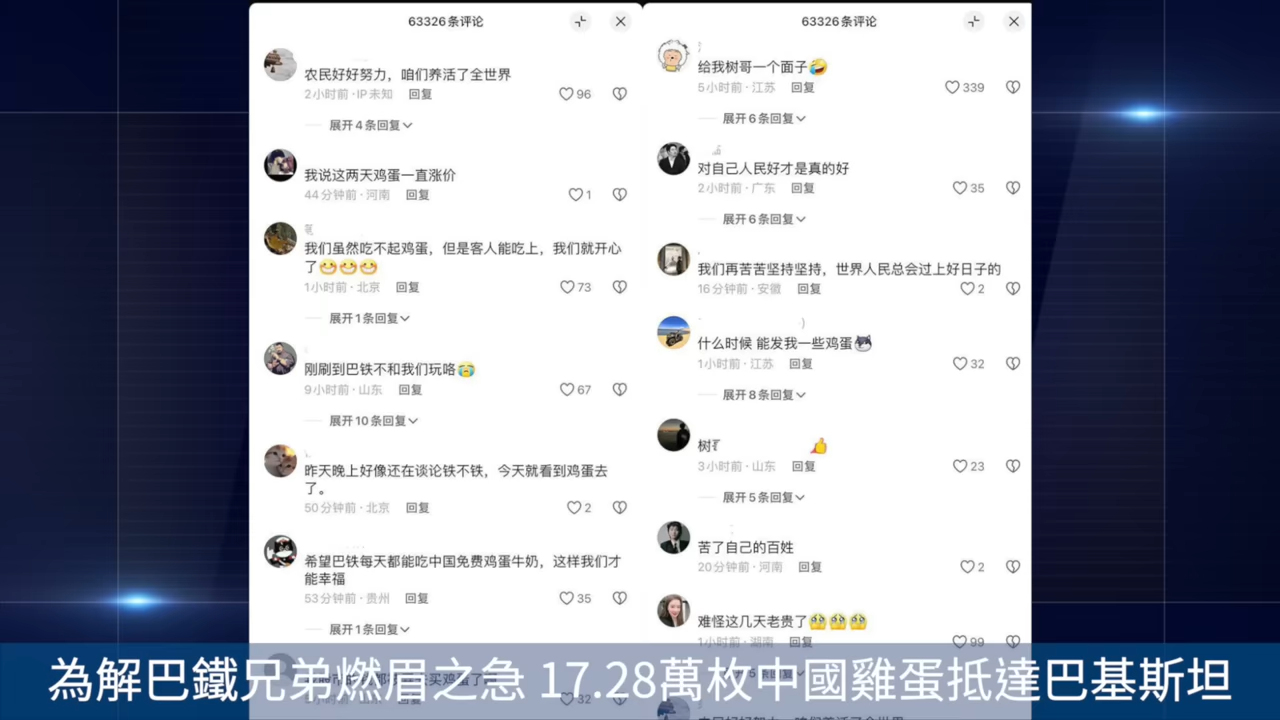 63326条评论
农民好好努力，咱们养活了全世界
2小时前·IP未知 回复 96
展开4条回复
我说这两天鸡蛋一直涨价
44分钟前·河南 回复 1
我们虽然吃不起鸡蛋，但是客人能吃上，我们就开心
了😁😁😁
1小时前·北京 回复 73
展开1条回复
刚刷到巴铁不和我们玩咯😭
9小时前·山东 回复 67
展开10条回复
昨天晚上好像还在谈论铁不铁，今天就看到鸡蛋去
了。
50分钟前·北京 回复 2
希望巴铁每天都能吃中国免费鸡蛋牛奶，这样我们才
能幸福
53分钟前·贵州 回复 35
展开1条回复
63326条评论
给我树哥一个面子🤣
5小时前·江苏 回复 339
展开6条回复
对自己人民好才是真的好
2小时前·广东 回复 35
展开6条回复
我们再苦苦坚持坚持，世界人民总会过上好日子的
16分钟前·安徽 回复 2
什么时候 能发我一些鸡蛋
1小时前·江苏 回复 32
展开8条回复
树 👍
3小时前·山东 回复 23
展开5条回复
苦了自己的百姓
20分钟前·河南 回复 2
难怪这几天老贵了🥹🥹🥹
1小时前·湖南 回复 99
為解巴鐵兄弟燃眉之急 17.28萬枚中國雞蛋抵達巴基斯坦